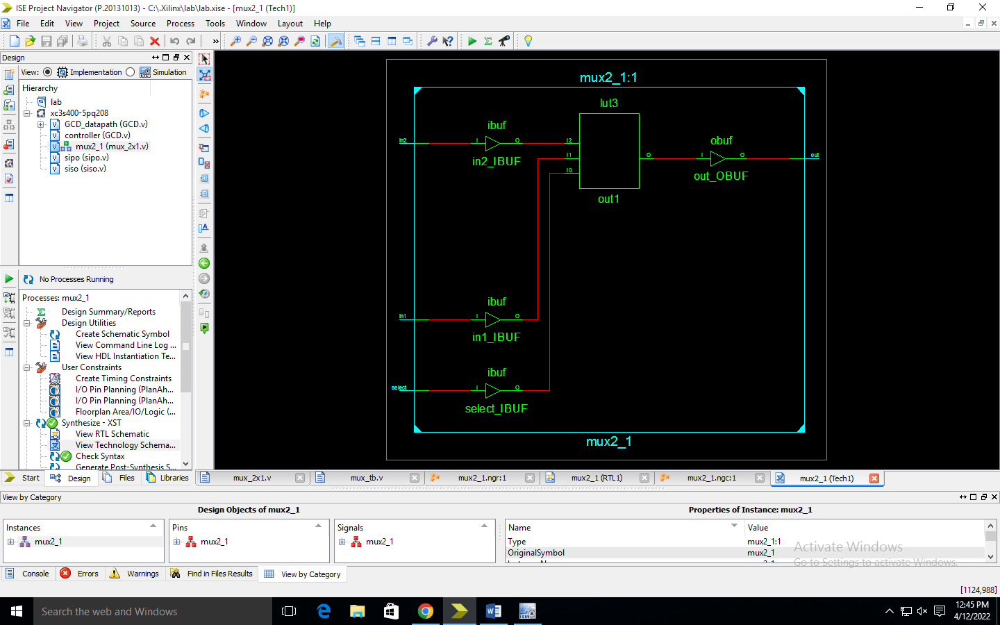 ISE Project Navigator (P.20131013) - C:\.Xilinx\lab\lab.xise - [mux2_1 (Tech1)]
File Edit View Project Source Process Tools Window Layout Help
Design
View: Implementation Simulation
Hierarchy
lab
xc3s400-5pq208
GCD_datapath (GCD.v)
controller (GCD.v)
mux2_1 (mux_2x1.v)
sipo (sipo.v)
siso (siso.v)
No Processes Running
Processes: mux2_1
Design Summary/Reports
Design Utilities
Create Schematic Symbol
View Command Line Log ...
View HDL Instantiation Te...
User Constraints
Create Timing Constraints
I/O Pin Planning (PlanAh...
I/O Pin Planning (PlanAh...
Floorplan Area/IO/Logic (...
Synthesize - XST
View RTL Schematic
View Technology Schema...
Check Syntax
Generate Post-Synthesis S...
Start Design Files Libraries
mux2_1:1
lut3
ibuf
in2 I O I2
in2_IBUF
I1
I0
O
out1
obuf
I O out
out_OBUF
ibuf
in1 I O
in1_IBUF
ibuf
select I O
select_IBUF
mux2_1
mux_2x1.v mux_tb.v mux2_1.ngr:1 mux2_1 (RTL1) mux2_1.ngc:1 mux2_1 (Tech1)
View by Category
Design Objects of mux2_1
Properties of Instance: mux2_1
Instances Pins Signals Name Value
mux2_1 mux2_1 mux2_1 Type mux2_1:1
OriginalSymbol mux2_1
Activate Windows
Go to Settings to activate Windows.
Console Errors Warnings Find in Files Results View by Category
[1124,988]
Search the web and Windows
12:45 PM
4/12/2022